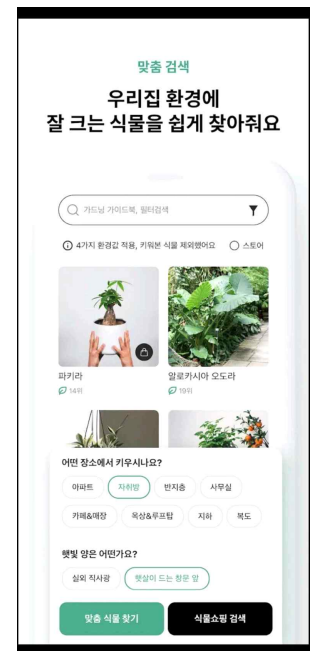 맞춤 검색
우리집 환경에
잘 크는 식물을 쉽게 찾아줘요
가드닝 가이드북, 필터검색
4가지 환경값 적용, 키워본 식물 제외했어요 스토어
파키라 알로카시아 오도라
14위 19위
어떤 장소에서 키우시나요?
아파트 자취방 반지층 사무실
카페&매장 옥상&루프탑 지하 복도
햇빛 양은 어떤가요?
실외 직사광 햇살이 드는 창문 앞
맞춤 식물 찾기 식물쇼핑 검색